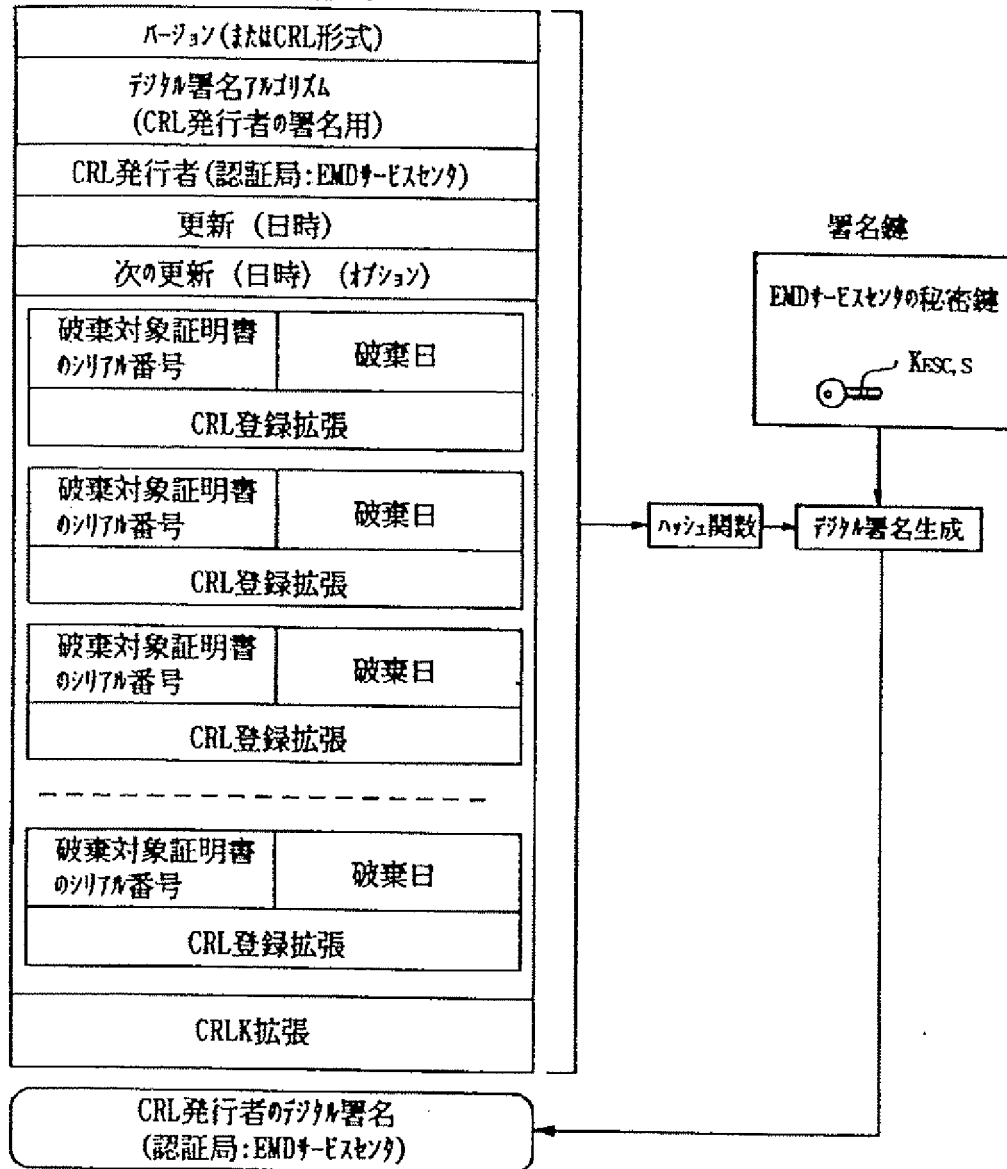 バージョン(またはCRL形式)
デジタル署名アルゴリズム
(CRL発行者の署名用)
CRL発行者(認証局:EMDサービスセンタ)
更新 (日時)
次の更新 (日時) (オプション)
破棄対象証明書
のシリアル番号
破棄日
CRL登録拡張
破棄対象証明書
のシリアル番号
破棄日
CRL登録拡張
破棄対象証明書
のシリアル番号
破棄日
CRL登録拡張
破棄対象証明書
のシリアル番号
破棄日
CRL登録拡張
CRLK拡張
CRL発行者のデジタル署名
(認証局:EMDサービスセンタ)
ハッシュ関数
デジタル署名生成
署名鍵
EMDサービスセンタの秘密鍵
KESC,S